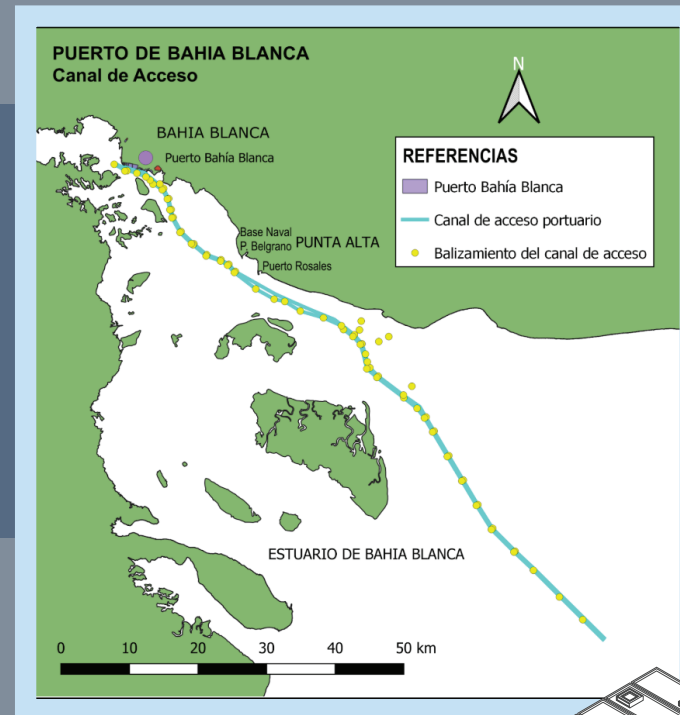 PUERTO DE BAHIA BLANCA
Canal de Acceso
N
BAHIA BLANCA
Puerto Bahía Blanca
REFERENCIAS
Puerto Bahía Blanca
Canal de acceso portuario
Balizamiento del canal de acceso
Base Naval
P. Belgrano
PUNTA ALTA
Puerto Rosales
ESTUARIO DE BAHIA BLANCA
0 10 20 30 40 50 km